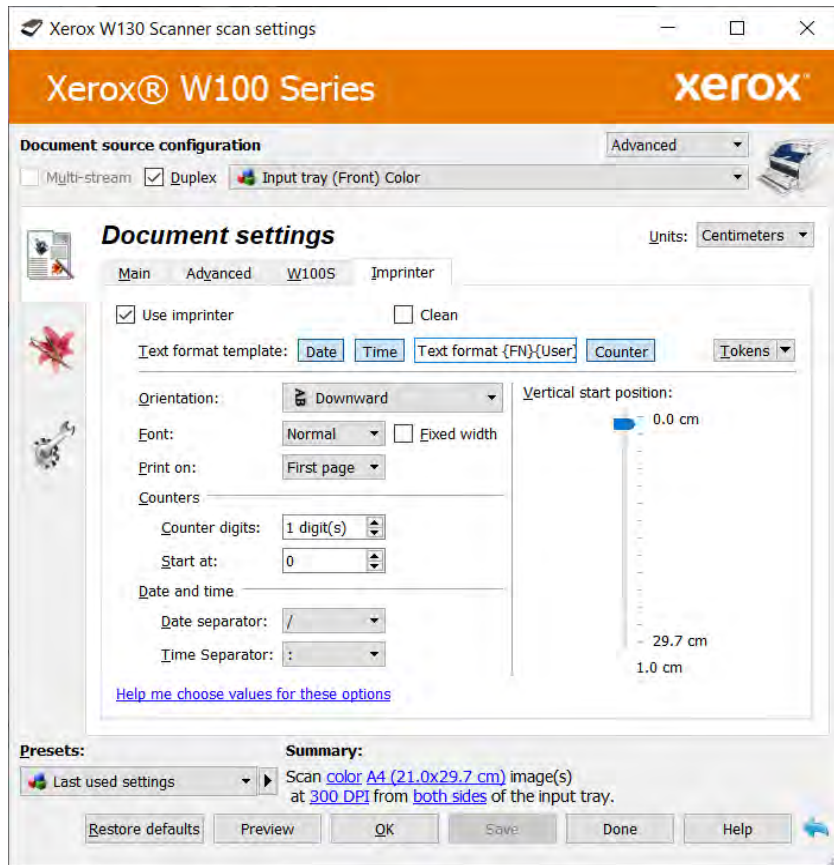 Xerox W130 Scanner scan settings
Xerox® W100 Series xerox™
Document source configuration Advanced
Multi-stream Duplex Input tray (Front) Color
Document settings Units: Centimeters
Main Advanced W100S Imprinter
Use imprinter Clean
Text format template: Date Time Text format {FN}{User} Counter Tokens
Orientation: AB Downward Vertical start position:
0.0 cm
Font: Normal Fixed width
Print on: First page
Counters
Counter digits: 1 digit(s)
Start at: 0
Date and time
Date separator: /
29.7 cm
Time Separator: :
1.0 cm
Help me choose values for these options
Presets: Summary:
Last used settings Scan color A4 (21.0x29.7 cm) image(s)
at 300 DPI from both sides of the input tray.
Restore defaults Preview OK Save Done Help